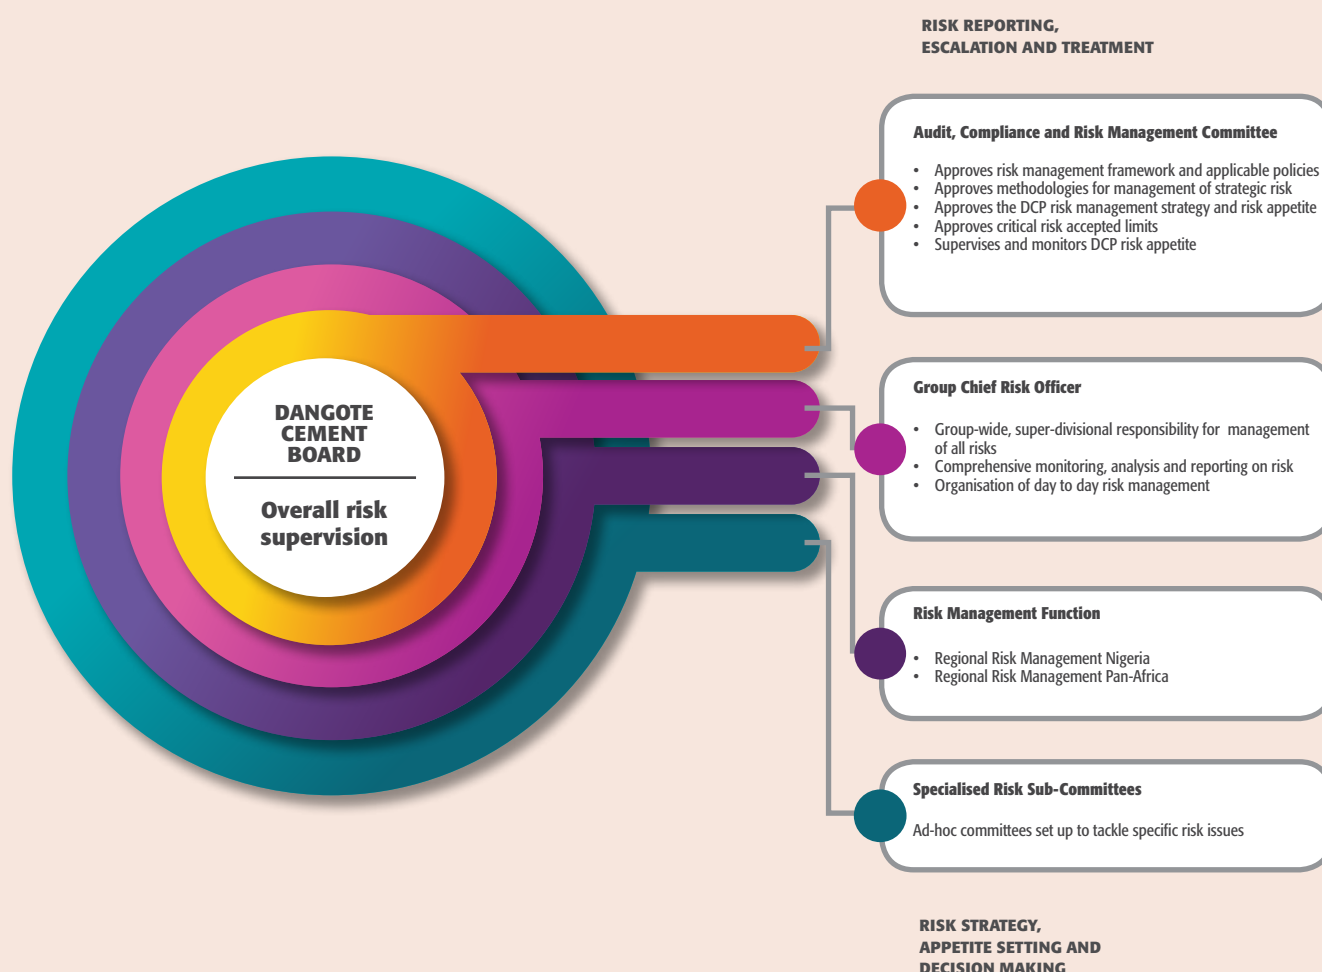 RISK REPORTING,
ESCALATION AND TREATMENT
Audit, Compliance and Risk Management Committee
• Approves risk management framework and applicable policies
• Approves methodologies for management of strategic risk
• Approves the DCP risk management strategy and risk appetite
• Approves critical risk accepted limits
• Supervises and monitors DCP risk appetite
DANGOTE
CEMENT
BOARD
Overall risk
supervision
Group Chief Risk Officer
• Group-wide, super-divisional responsibility for management
of all risks
• Comprehensive monitoring, analysis and reporting on risk
• Organisation of day to day risk management
Risk Management Function
• Regional Risk Management Nigeria
• Regional Risk Management Pan-Africa
Specialised Risk Sub-Committees
Ad-hoc committees set up to tackle specific risk issues
RISK STRATEGY,
APPETITE SETTING AND
DECISION MAKING